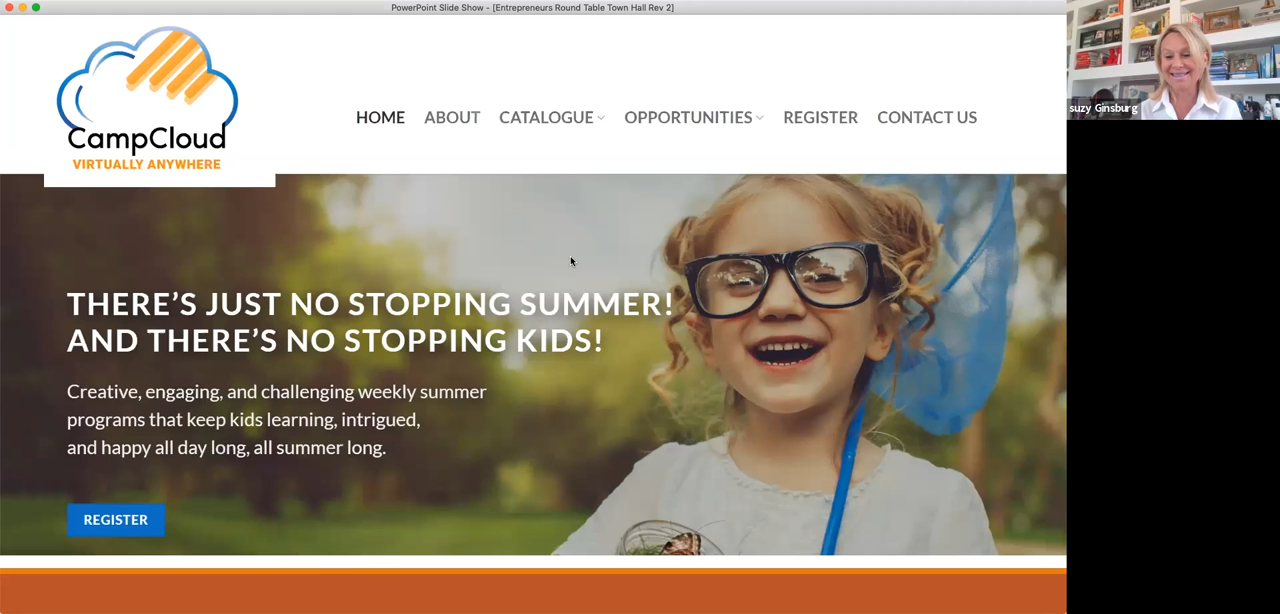 PowerPoint Slide Show - [Entrepreneurs Round Table Town Hall Rev 2]
suzy Ginsburg
CampCloud
VIRTUALLY ANYWHERE
HOME ABOUT CATALOGUE OPPORTUNITIES REGISTER CONTACT US
THERE’S JUST NO STOPPING SUMMER!
AND THERE’S NO STOPPING KIDS!
Creative, engaging, and challenging weekly summer
programs that keep kids learning, intrigued,
and happy all day long, all summer long.
REGISTER